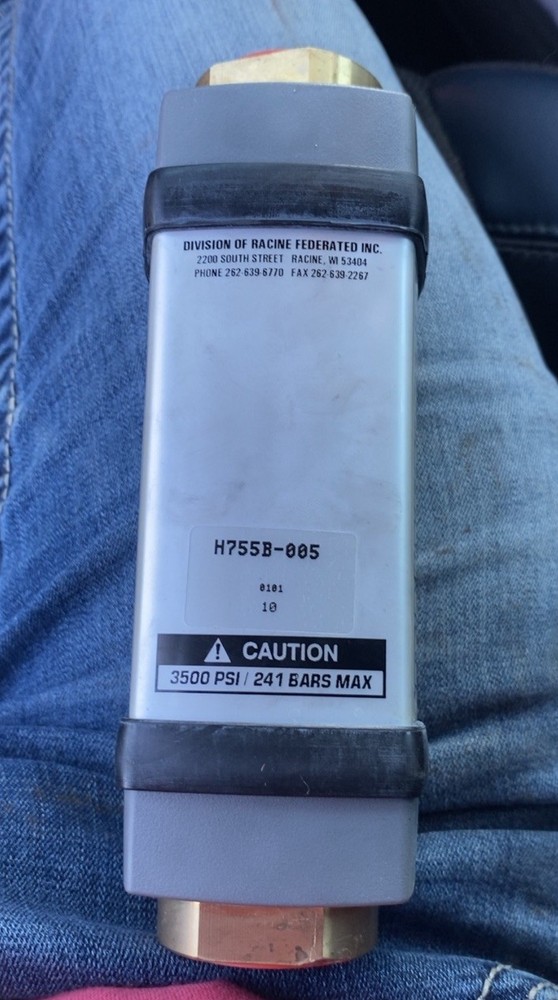 DIVISION OF RACINE FEDERATED INC.
2200 SOUTH STREET RACINE, WI 53404
PHONE 262-639-6770 FAX 262-639-2267
H755B-005
0101
10
CAUTION
3500 PSI / 241 BARS MAX